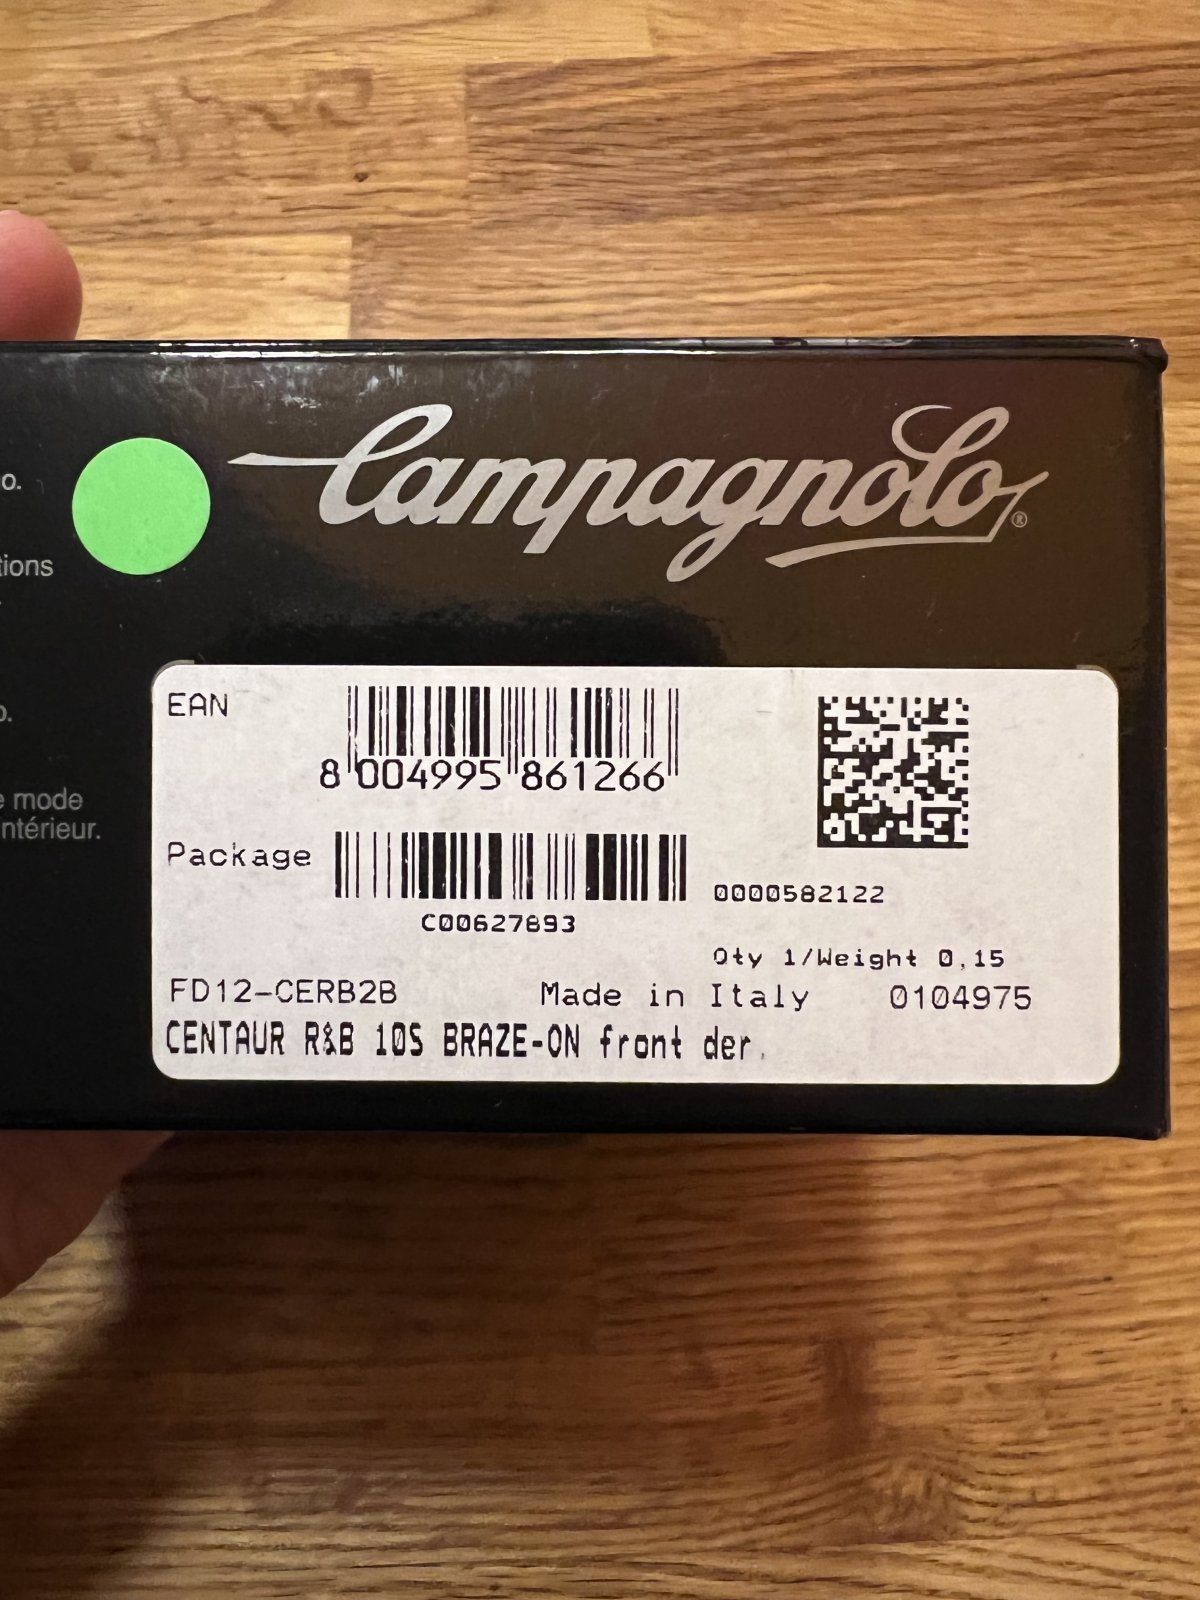 Campagnolo®
o.
tions
o.
e mode
ntérieur.
EAN
8 004995 861266
Package
C00627893
0000582122
Qty 1/Weight 0,15
FD12-CERB2B Made in Italy 0104975
CENTAUR R&B 10S BRAZE-ON front der.